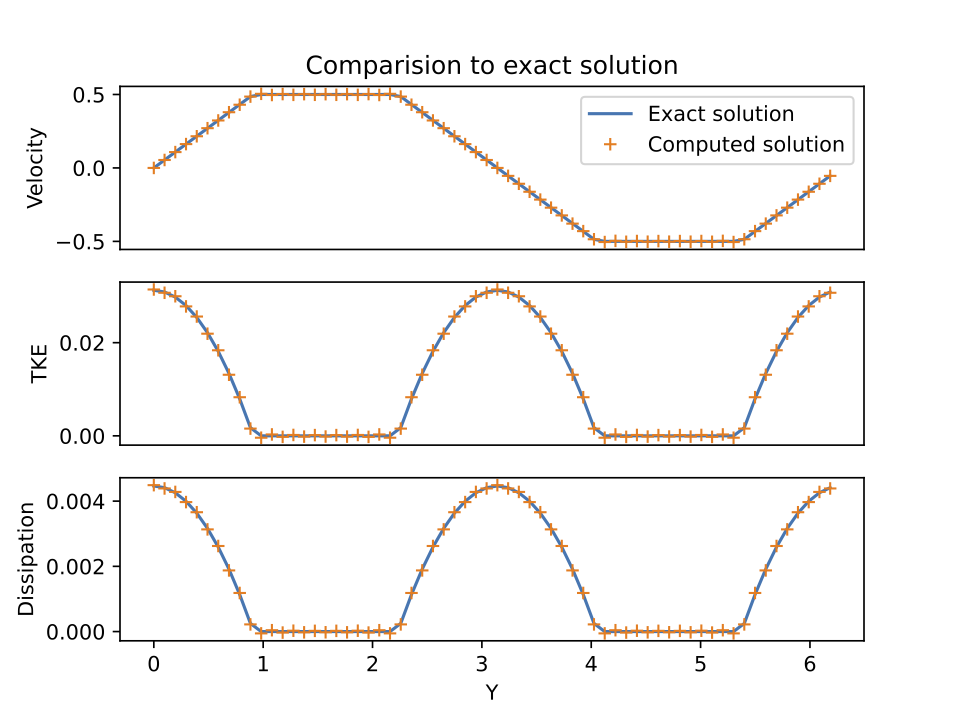 Comparision to exact solution
0.5
0.0
−0.5
Velocity
Exact solution
Computed solution
0.02
0.00
TKE
0.004
0.002
0.000
Dissipation
0 1 2 3 4 5 6
Y